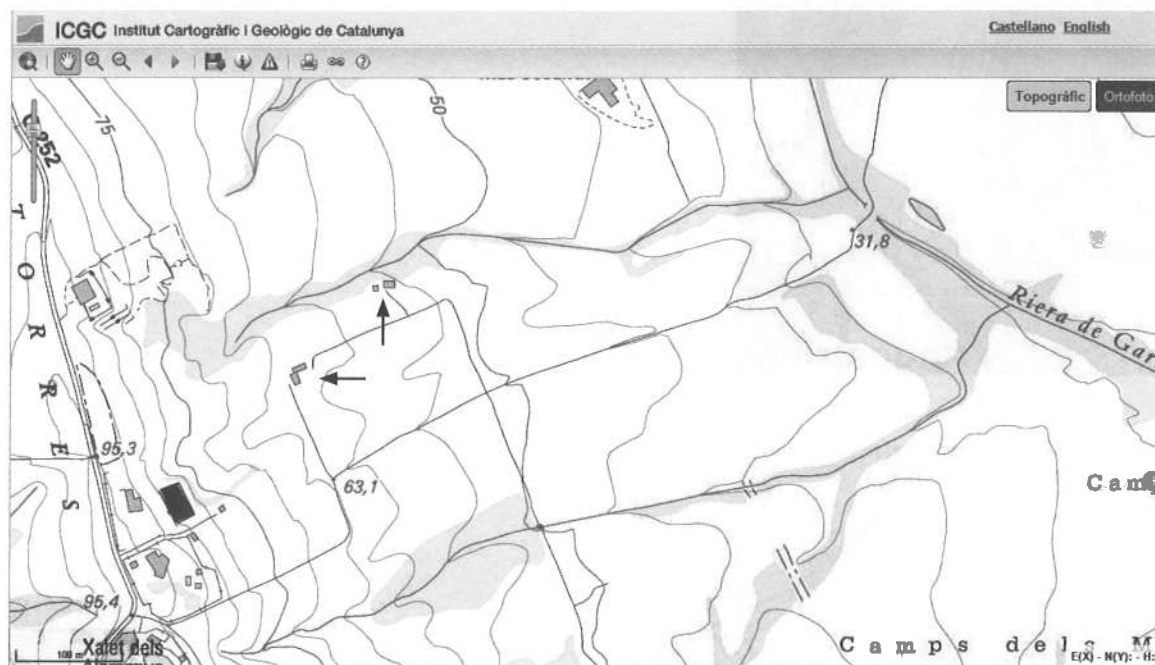 ICGC Institut Cartogràfic i Geològic de Catalunya
Castellano English
Topogràfic Ortofoto
75
50
252
31,8
T O R R E S
Riera de Gar
95,3
63,1
Cam
95,4
Xalet dels
Camps dels M
100 m
E(X) - N(Y): - H: